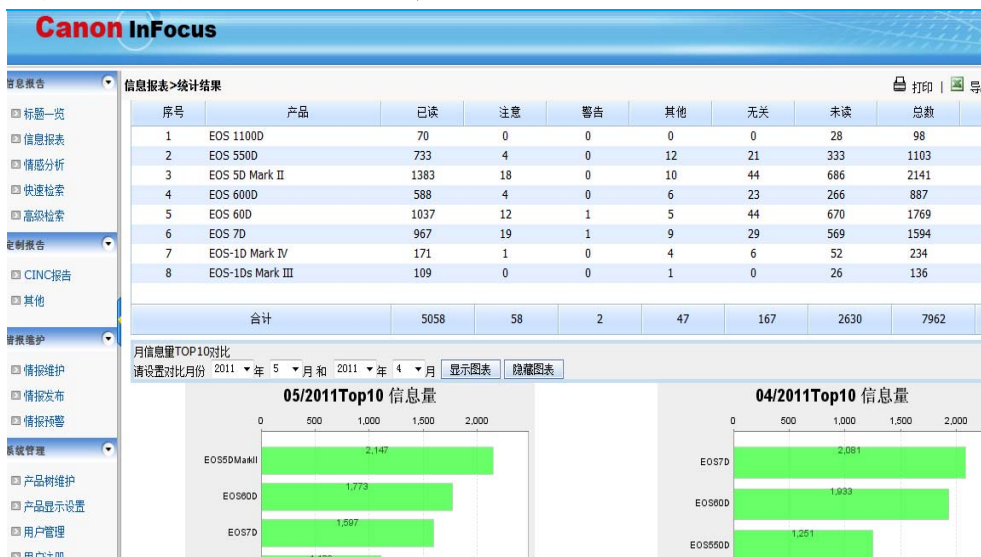 Canon InFocus
信息报告
标题一览
信息报表
情感分析
快速检索
高级检索
定制报告
CINC报告
其他
情报维护
情报维护
情报发布
情报预警
系统管理
产品树维护
产品显示设置
用户管理
信息报表>统计结果
打印 | 导
序号 产品 已读 注意 警告 其他 无关 未读 总数
1 EOS 1100D 70 0 0 0 0 28 98
2 EOS 550D 733 4 0 12 21 333 1103
3 EOS 5D Mark II 1383 18 0 10 44 686 2141
4 EOS 600D 588 4 0 6 23 266 887
5 EOS 60D 1037 12 1 5 44 670 1769
6 EOS 7D 967 19 1 9 29 569 1594
7 EOS-1D Mark IV 171 1 0 4 6 52 234
8 EOS-1Ds Mark III 109 0 0 1 0 26 136
合计 5058 58 2 47 167 2630 7962
月信息量TOP10对比
请设置对比月份 2011 年 5 月 和 2011 年 4 月 显示图表 隐藏图表
05/2011Top10 信息量
0 500 1,000 1,500 2,000
EOS5DMarkII 2,147
EOS60D 1,773
EOS7D 1,597
04/2011Top10 信息量
0 500 1,000 1,500 2,000
EOS7D 2,081
EOS60D 1,933
EOS550D 1,251